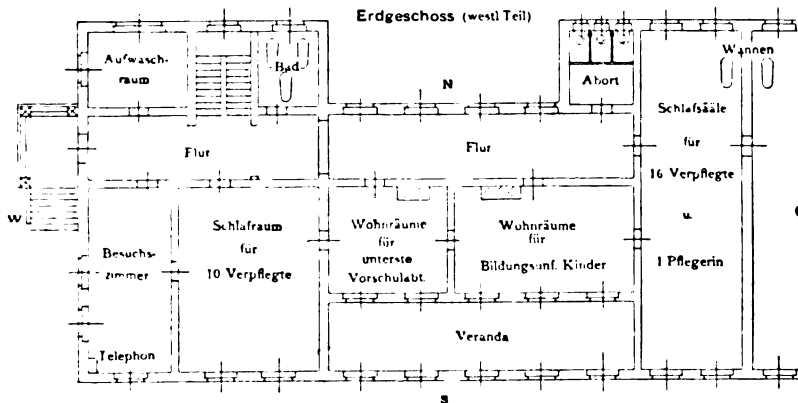 Erdgeschoss (westl Teil)
Aufwasch-
raum
Bad
N
Abort
Wannen
Flur
Flur
Schlafsääle
für
16 Verpflegte
u.
1 Pflegerin
W
Besuchs-
zimmer
Telephon
Schlafraum
für
10 Verpflegte
Wohnräume
für
unterste
Vorschulabt.
Wohnräume
für
Bildungsunf. Kinder
Veranda
S